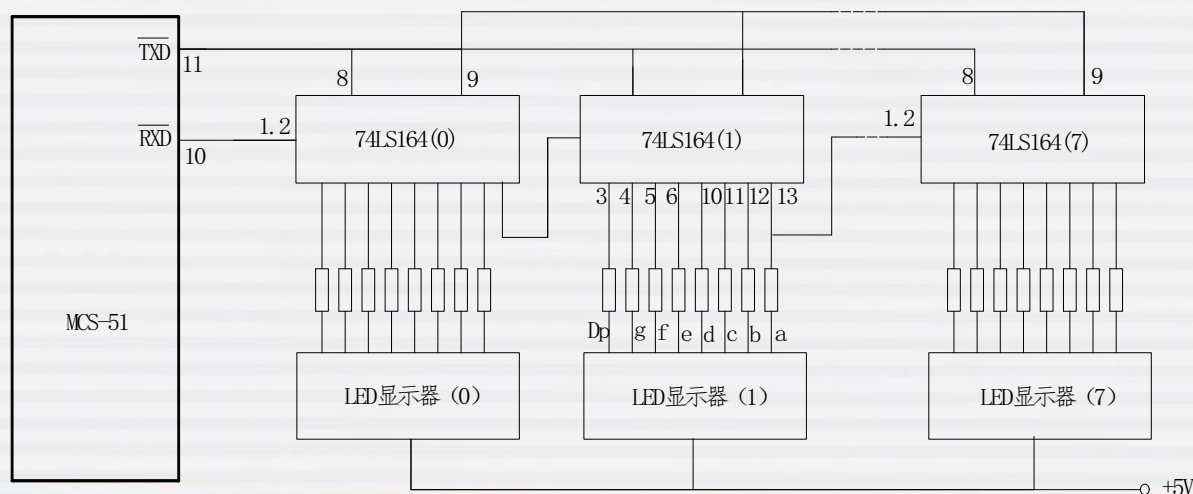 TXD
11
8
9
8
9
RXD
10
1.2
74LS164(0)
74LS164(1)
1.2
74LS164(7)
3 4 5 6 10 11 12 13
MCS-51
Dp g f e d c b a
LED显示器（0）
LED显示器（1）
LED显示器（7）
+5V